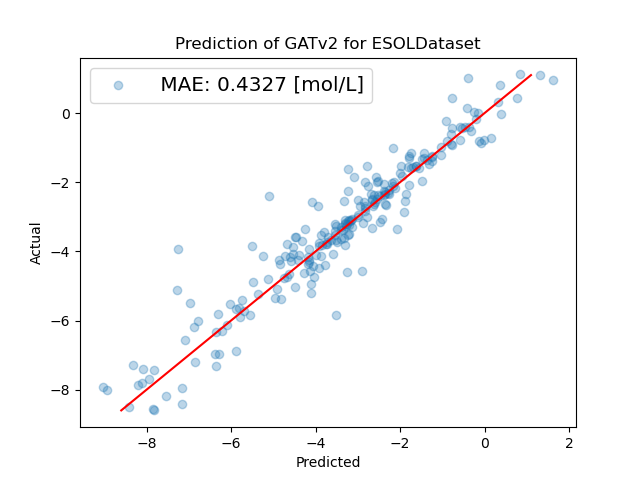 Prediction of GATv2 for ESOLDataset
MAE: 0.4327 [mol/L]
Actual
0
−2
−4
−6
−8
−8 −6 −4 −2 0 2
Predicted